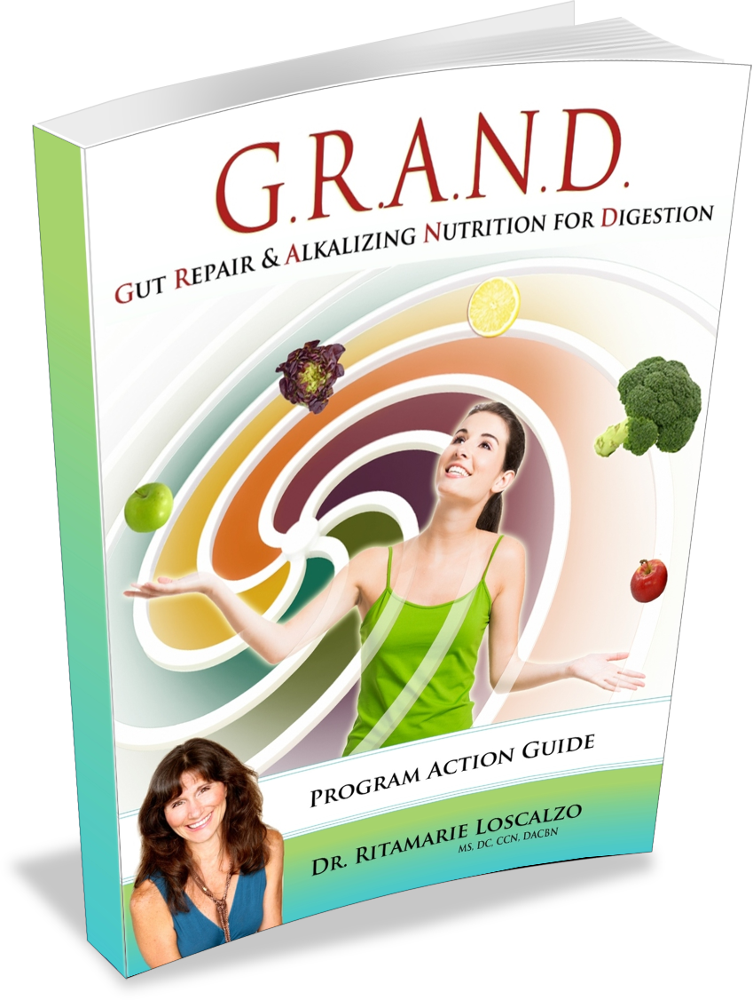 G.R.A.N.D.
GUT REPAIR & ALKALIZING NUTRITION FOR DIGESTION
PROGRAM ACTION GUIDE
DR. RITAMARIE LOSCALZO
MS, DC, CCN, DACBN